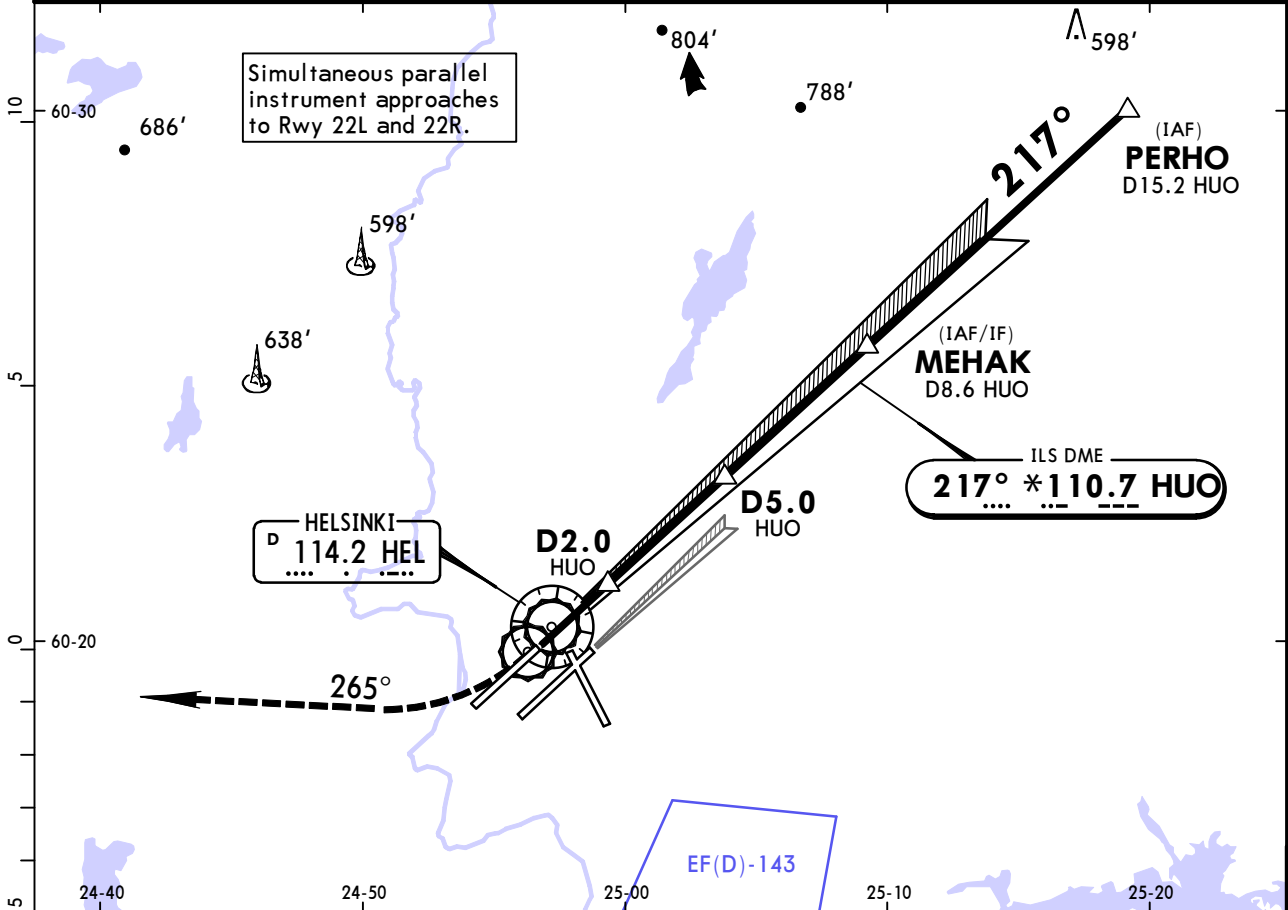 804'
598'
788'
Simultaneous parallel
instrument approaches
to Rwy 22L and 22R.
10
60-30
686'
217°
(IAF)
PERHO
D15.2 HUO
598'
638'
5
(IAF/IF)
MEHAK
D8.6 HUO
ILS DME
217° *110.7 HUO
D5.0
HUO
HELSINKI
D 114.2 HEL
D2.0
HUO
0
60-20
265°
EF(D)-143
5
24-40
24-50
25-00
25-10
25-20